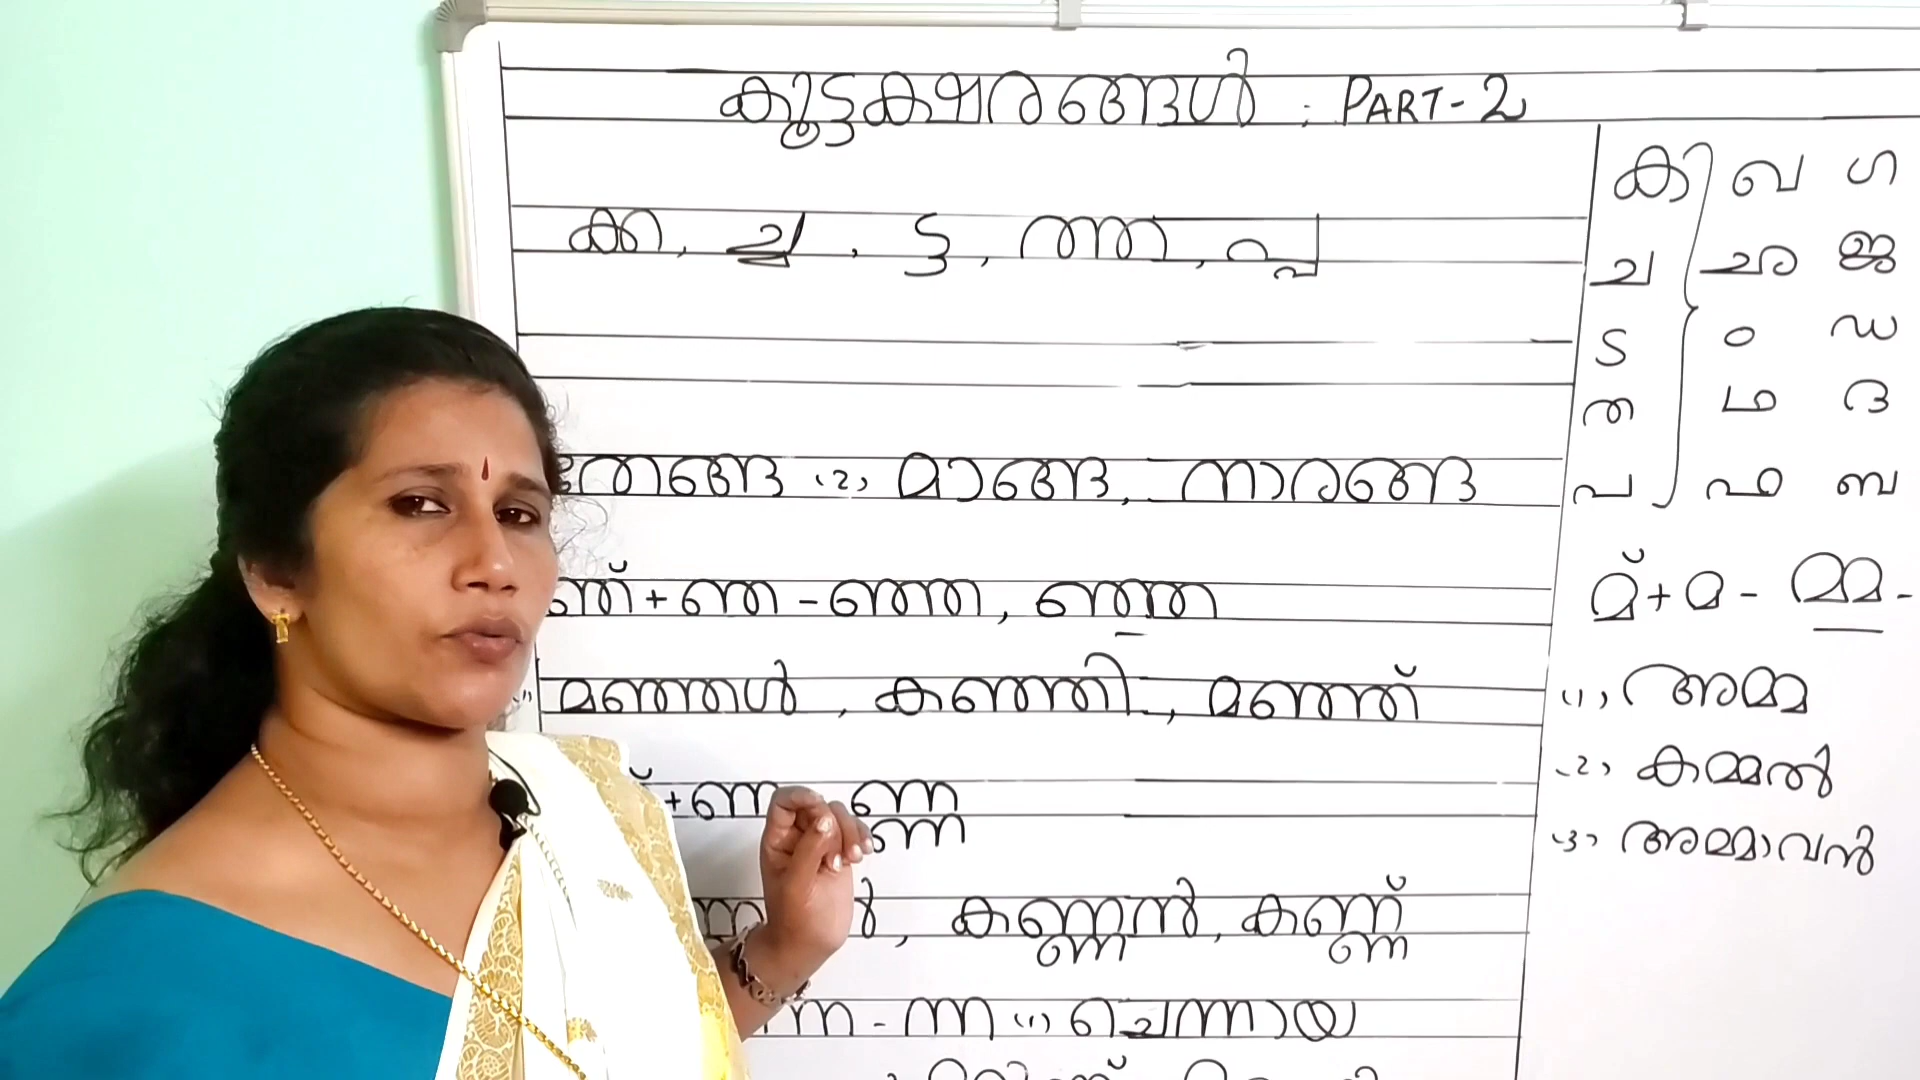 കൂട്ടക്ഷരങ്ങൾ : PART-2
ക്ക, ച്ച, ട്ട, ത്ത, പ്പ
(2) മാങ്ങ, നാരങ്ങ
+ ഞ - ഞ്ഞ, ഞ്ഞ
മഞ്ഞൾ, കഞ്ഞി, മഞ്ഞ്
+ ണ ണ്ണ
കണ്ണൻ, കണ്ണ്
ന്ന - ന്ന (1) ചെന്നായ
ക ഖ ഗ
ച ഛ ജ
ട ഠ ഡ
ത ഥ ദ
പ ഫ ബ
മ് + മ - മ്മ -
(1) അമ്മ
(2) കമ്മൽ
(3) അമ്മാവൻ